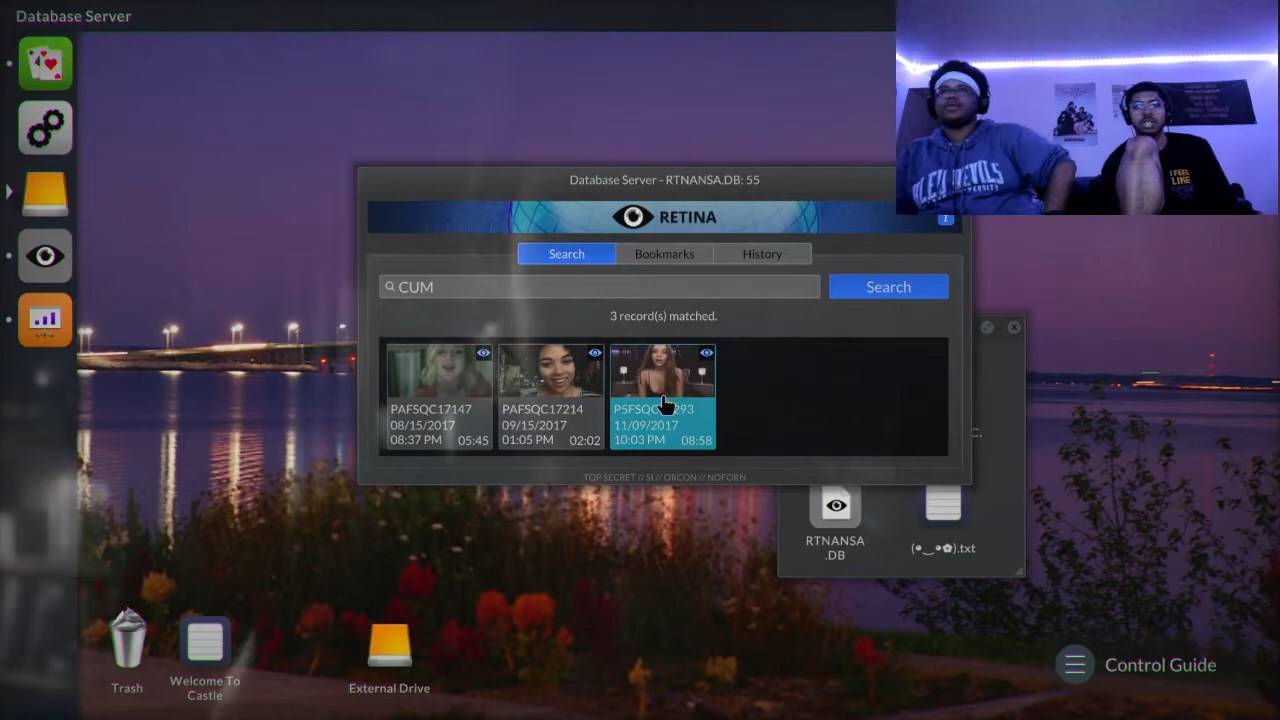 Database Server
Database Server - RTNANSA.DB: 55
RETINA
Search
Bookmarks
History
CUM
Search
3 record(s) matched.
PAFSQC17147
08/15/2017
08:37 PM
05:45
PAFSQC17214
09/15/2017
01:05 PM
02:02
11/09/2017
10:03 PM
08:58
TOP SECRET // SI // ORCON // NOFORN
RTNANSA
.DB
(•‿•✿).txt
Trash
Welcome To
Castle
External Drive
Control Guide
I FEEL
LIKE